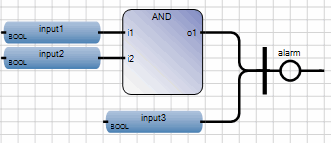 AND
input1
BOOL
i1
o1
input2
BOOL
i2
alarm
input3
BOOL